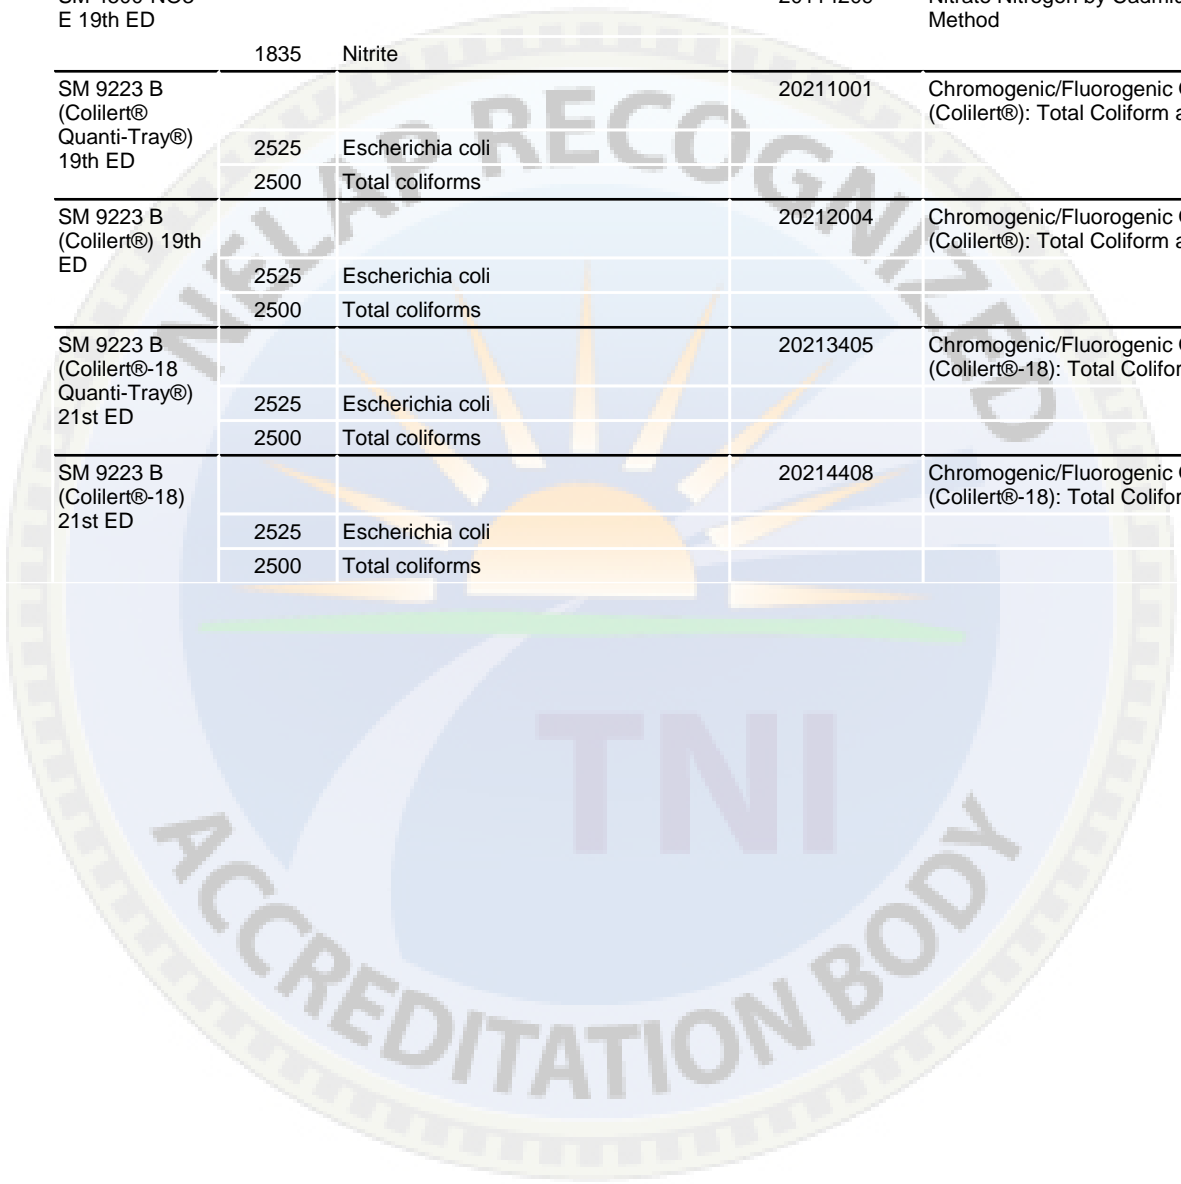 E 19th ED
Method
1835 Nitrite
SM 9223 B
(Colilert®
Quanti-Tray®)
19th ED
20211001
Chromogenic/Fluorogenic
(Colilert®): Total Coliform
2525 Escherichia coli
2500 Total coliforms
SM 9223 B
(Colilert®) 19th
ED
20212004
Chromogenic/Fluorogenic
(Colilert®): Total Coliform
2525 Escherichia coli
2500 Total coliforms
SM 9223 B
(Colilert®-18
Quanti-Tray®)
21st ED
20213405
Chromogenic/Fluorogenic
(Colilert®-18): Total
2525 Escherichia coli
2500 Total coliforms
SM 9223 B
(Colilert®-18)
21st ED
20214408
Chromogenic/Fluorogenic
(Colilert®-18): Total
2525 Escherichia coli
2500 Total coliforms
NELAP RECOGNIZED
TNI
ACCREDITATION BODY